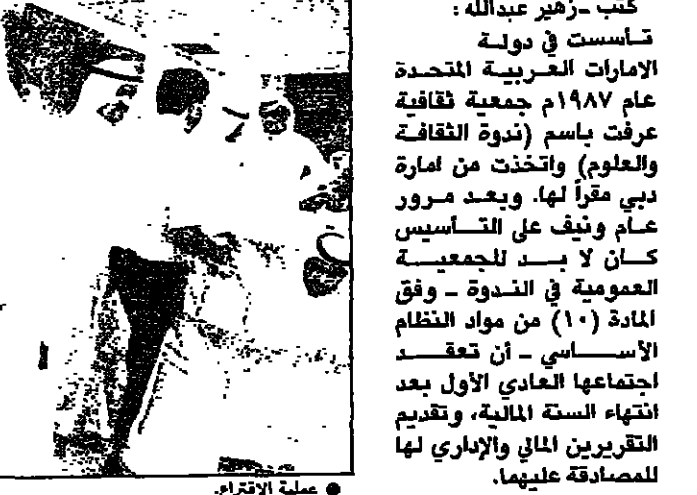 كتب - زهير عبدالله :
تأسست في دولة
الامارات العربية المتحدة
عام ١٩٨٧م جمعية ثقافية
عرفت باسم (ندوة الثقافة
والعلوم) واتخذت من امارة
دبي مقراً لها. وبعد مرور
عام ونيف على التأسيس
كان لا بد للجمعية
العمومية في الندوة - وفق
المادة (١٠) من مواد النظام
الأساسي - أن تعقد
اجتماعها العادي الأول بعد
انتهاء السنة المالية، وتقديم
التقريرين المالي والإداري لها
للمصادقة عليهما.
● عملية الاقتراع.